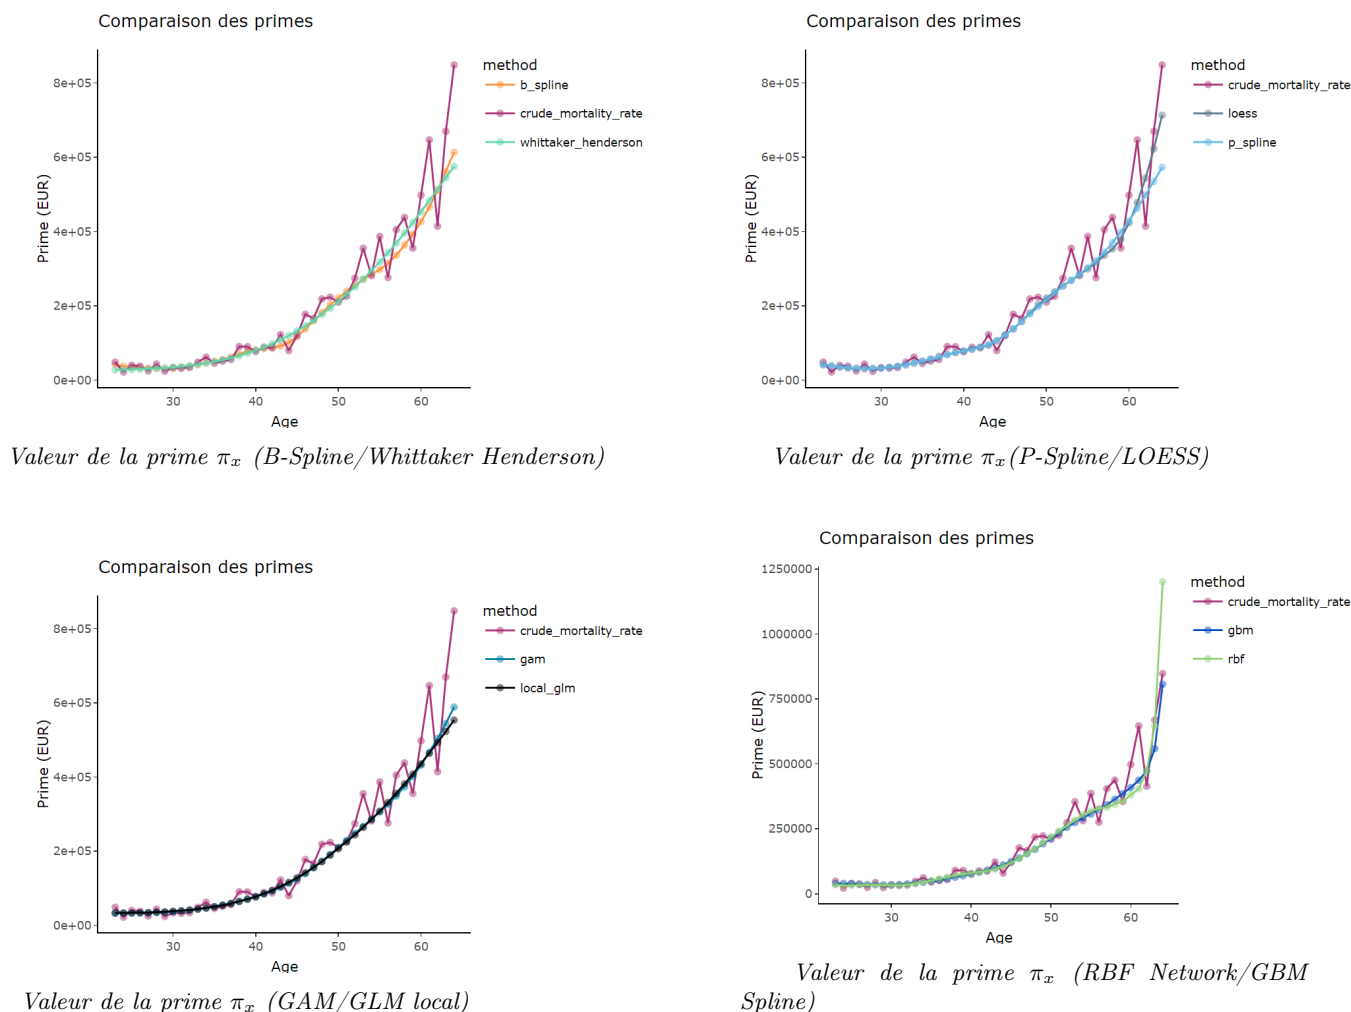 Comparaison des primes
8e+05
6e+05
4e+05
2e+05
0e+00
Prime (EUR)
30
40
50
60
Age
method
b_spline
crude_mortality_rate
whittaker_henderson
Valeur de la prime πx (B-Spline/Whittaker Henderson)
Comparaison des primes
8e+05
6e+05
4e+05
2e+05
0e+00
Prime (EUR)
30
40
50
60
Age
method
crude_mortality_rate
loess
p_spline
Valeur de la prime πx(P-Spline/LOESS)
Comparaison des primes
8e+05
6e+05
4e+05
2e+05
0e+00
Prime (EUR)
30
40
50
60
Age
method
crude_mortality_rate
gam
local_glm
Valeur de la prime πx (GAM/GLM local)
Comparaison des primes
1250000
1000000
750000
500000
250000
0
Prime (EUR)
30
40
50
60
Age
method
crude_mortality_rate
gbm
rbf
Valeur de la prime πx (RBF Network/GBM
Spline)